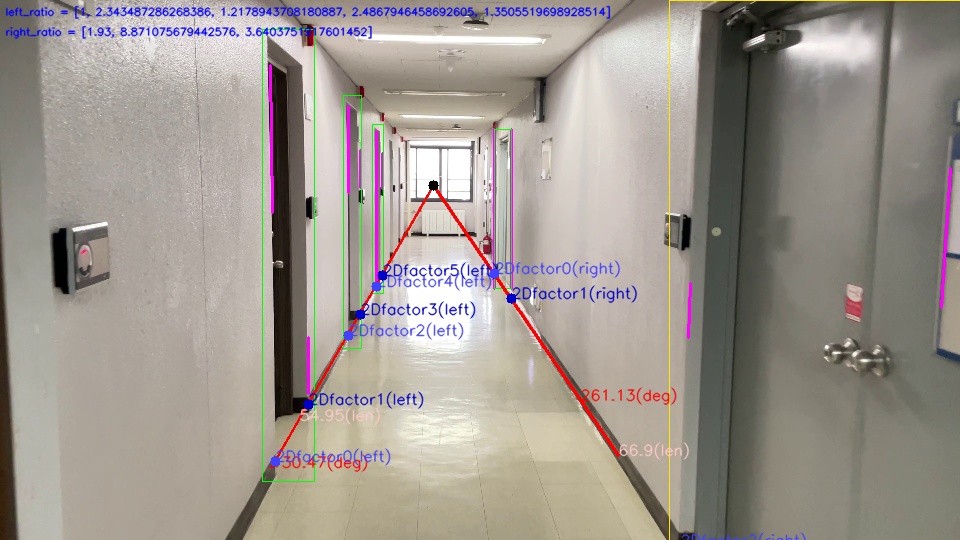 left_ratio = [1, 2.343487286268386, 1.2178943708180887, 2.4867946458692605, 1.3505519698928514]
right_ratio = [1.93, 8.871075679442576,
2Dfactor5(left)
2Dfactor0(right)
2Dfactor4(left)
2Dfactor1(right)
2Dfactor3(left)
2Dfactor2(left)
261.13(deg)
2Dfactor1(left)
54.95(len)
66.9(len)
2Dfactor0(left)
30.47(deg)